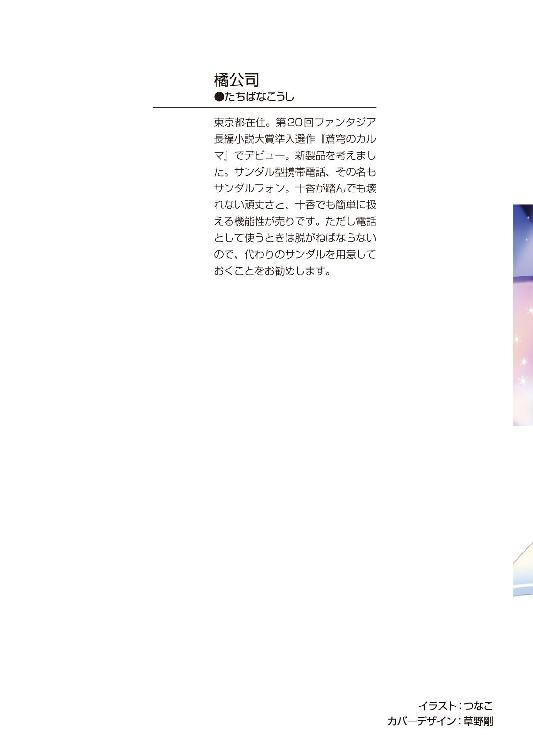 橘公司
●たちばなこうし
東京都在住。第20回ファンタジア
長編小説大賞準入選作『蒼穹のカル
マ』でデビュー。新製品を考えまし
た。サンダル型携帯電話、その名も
サンダルフォン。十香が踏んでも壊
れない頑丈さと、十香でも簡単に扱
える機能性が売りです。ただし電話
として使うときは脱がねばならない
ので、代わりのサンダルを用意して
おくことをお勧めします。
イラスト：つなこ
カバーデザイン：草野剛